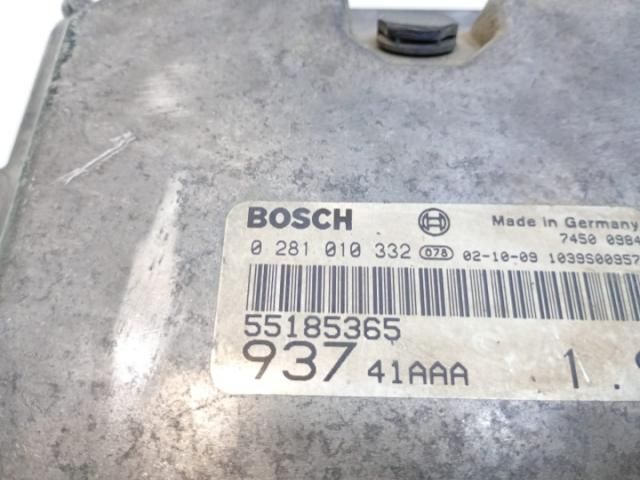 BOSCH Made in Germany
7450 0984
0 281 010 332 078 02-10-09 1039S00957
55185365
937 41AAA 1.9